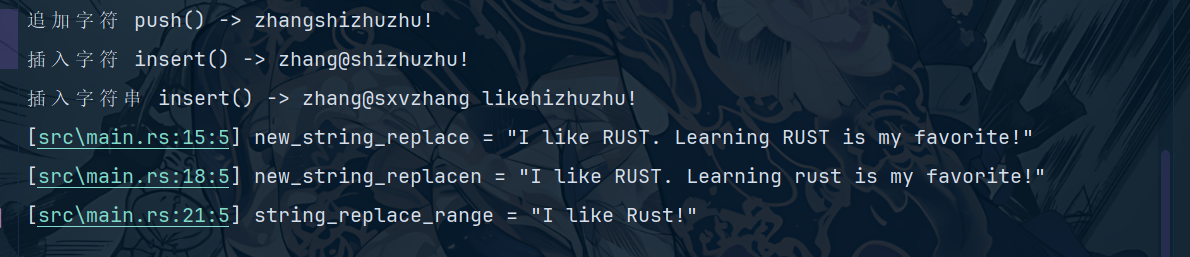 追加字符 push() -> zhangshizhuzhu!
插入字符 insert() -> zhang@shizhuzhu!
插入字符串 insert() -> zhang@sxvzhang likehizhuzhu!
[src\main.rs:15:5] new_string_replace = "I like RUST. Learning RUST is my favorite!"
[src\main.rs:18:5] new_string_replacen = "I like RUST. Learning rust is my favorite!"
[src\main.rs:21:5] string_replace_range = "I like Rust!"